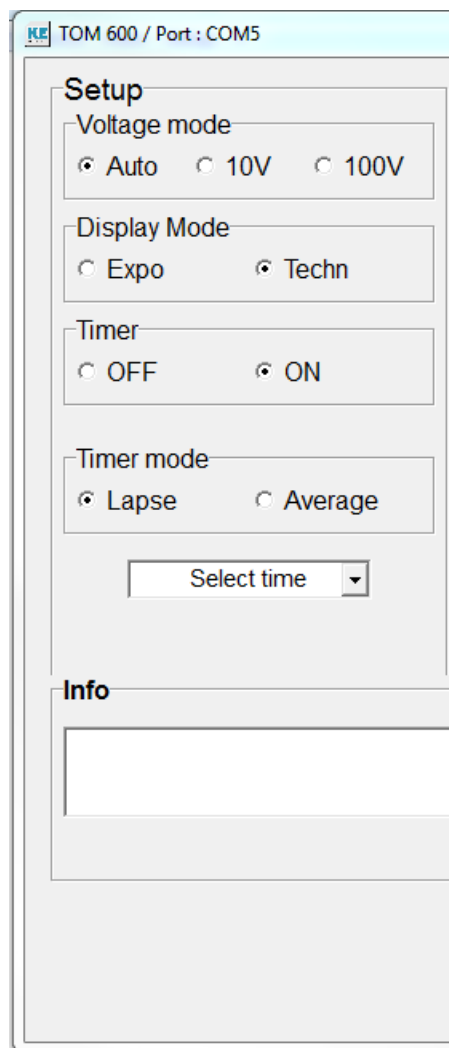 KE TOM 600 / Port : COM5
Setup
Voltage mode
Auto 10V 100V
Display Mode
Expo Techn
Timer
OFF ON
Timer mode
Lapse Average
Select time
Info